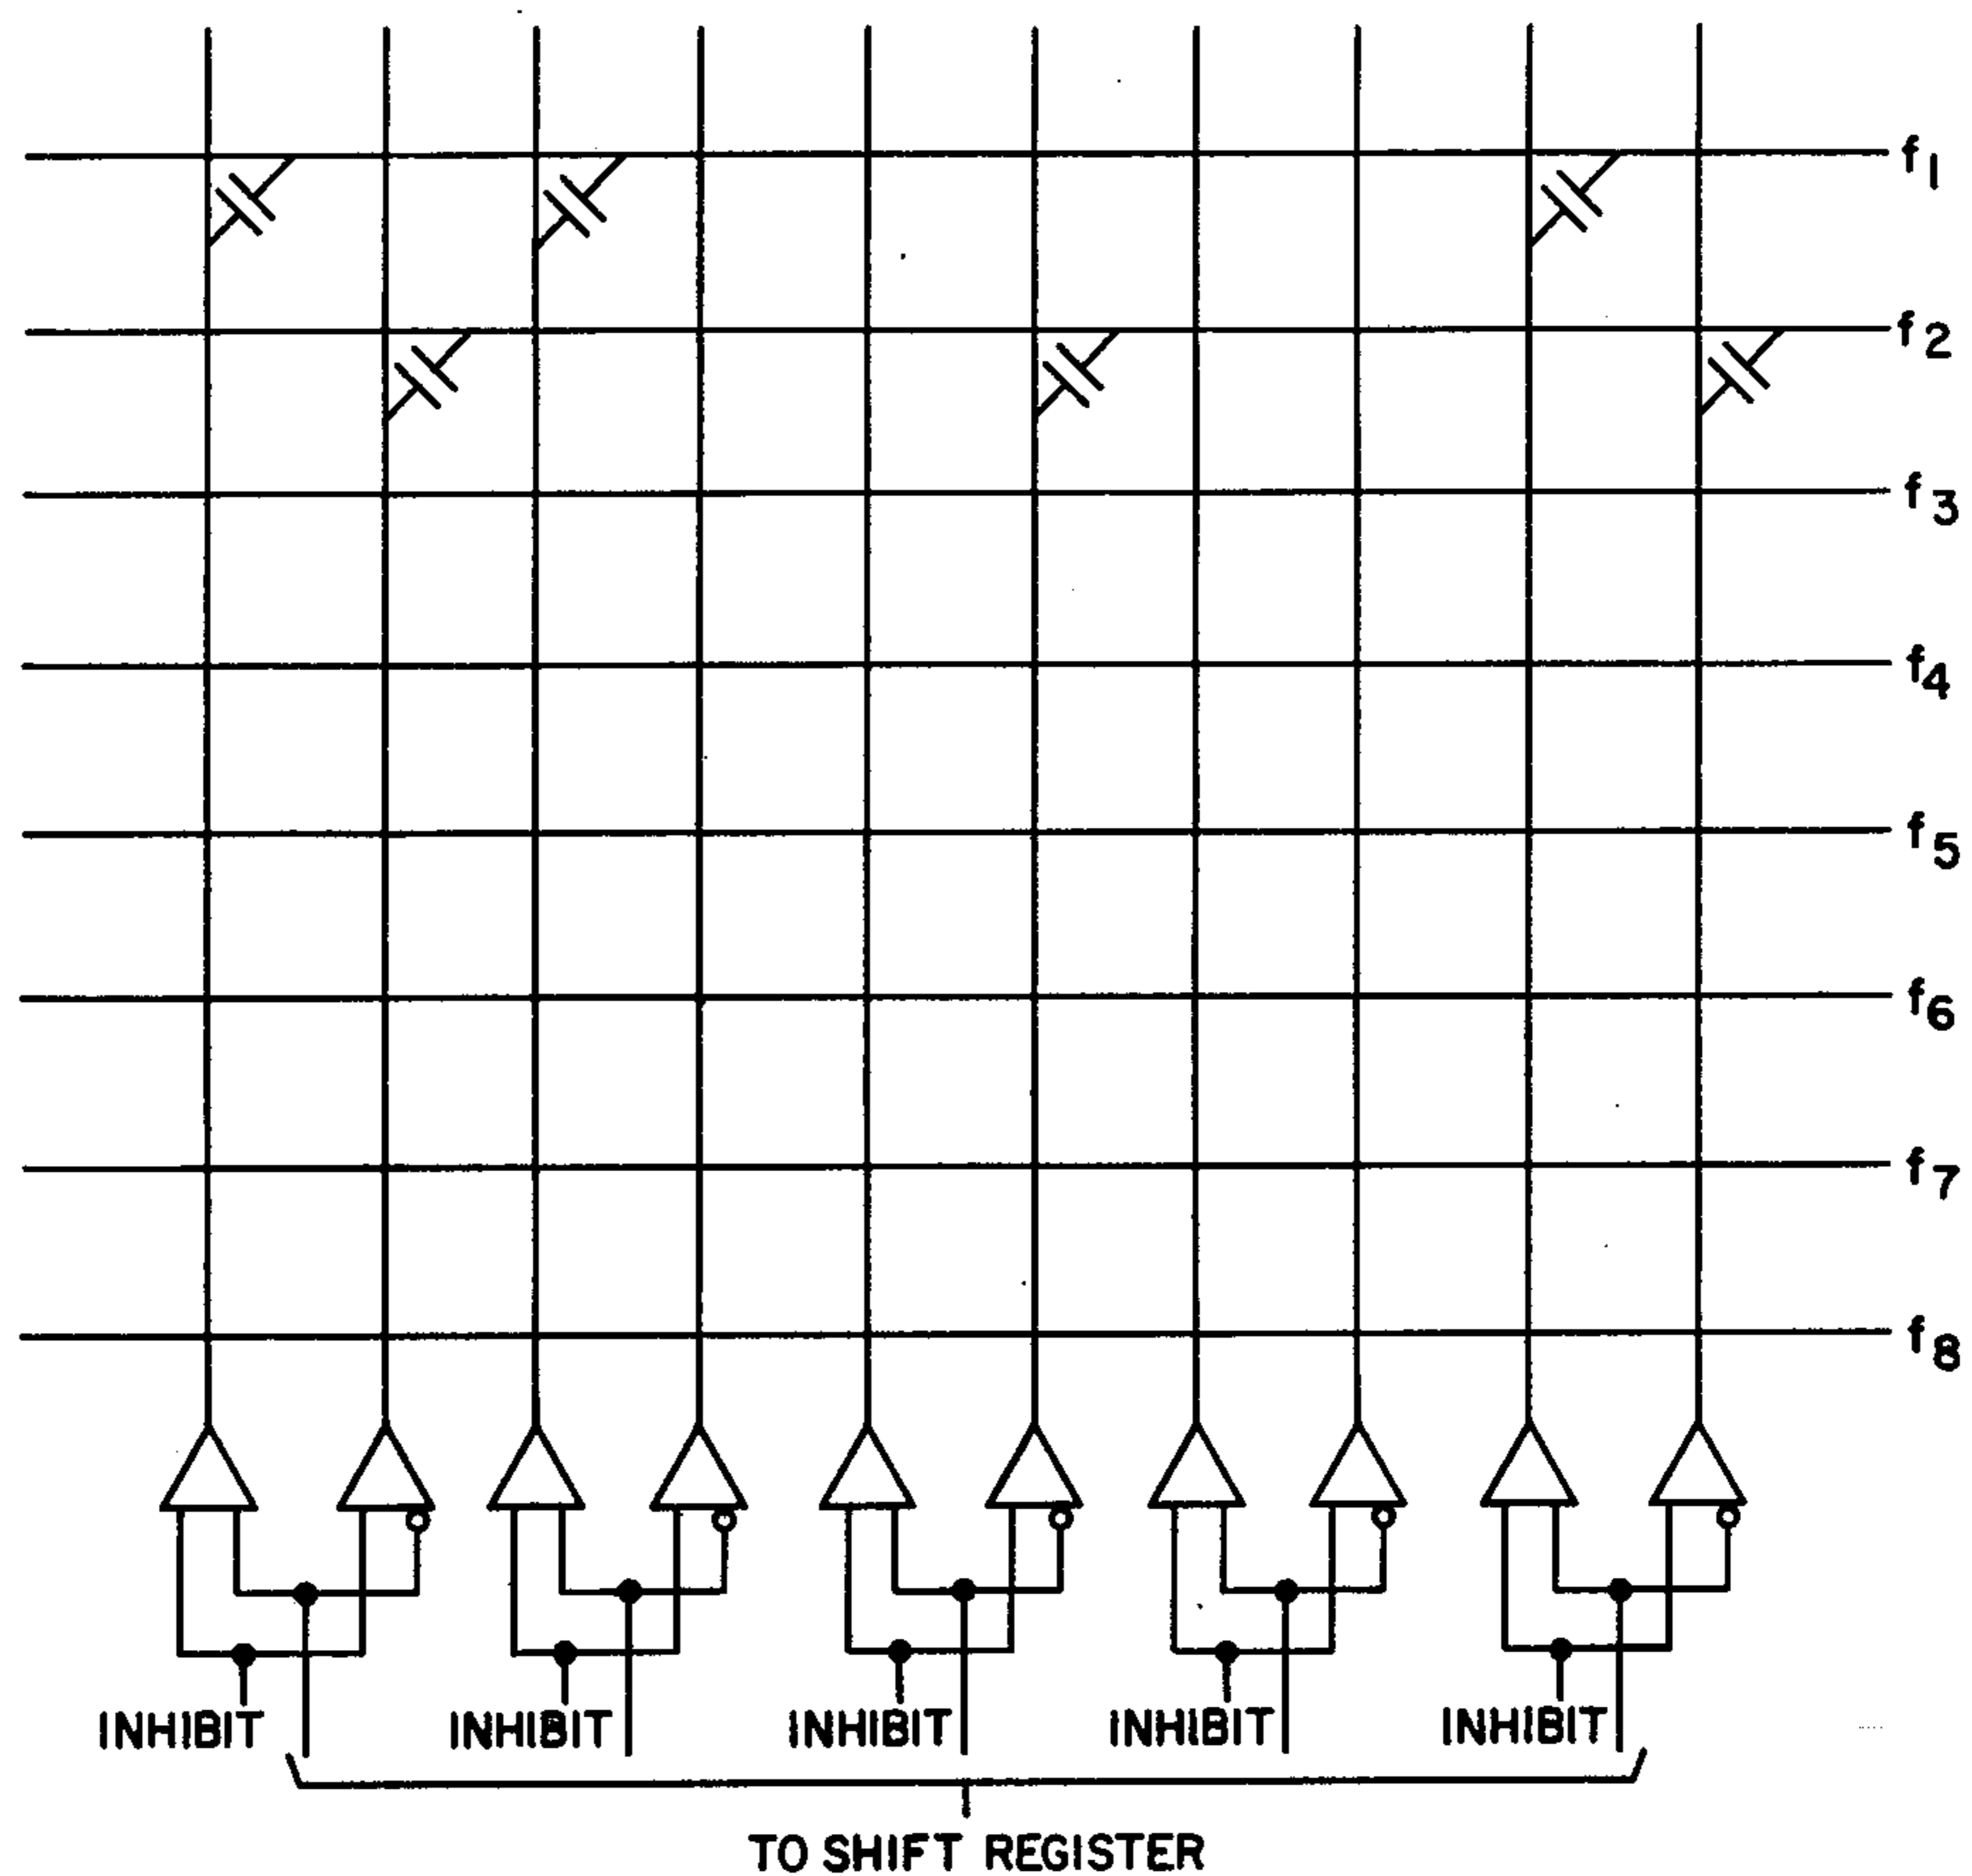 f1
f2
f3
f4
f5
f6
f7
f8
INHIBIT INHIBIT INHIBIT INHIBIT INHIBIT
TO SHIFT REGISTER